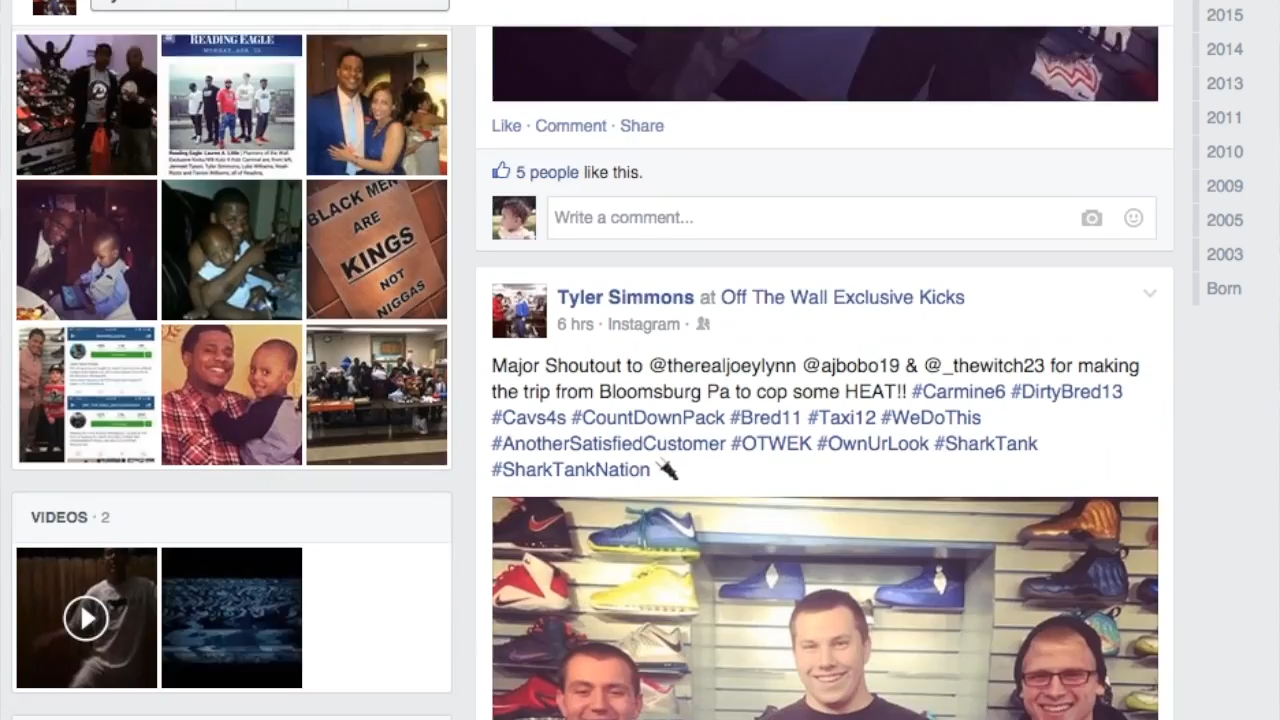 READING EAGLE
BLACK MEN
ARE
KINGS
NOT
NIGGAS
VIDEOS · 2
Like · Comment · Share
5 people like this.
Write a comment...
Tyler Simmons at Off The Wall Exclusive Kicks
6 hrs · Instagram ·
Major Shoutout to @therealjoeylynn @ajbobo19 & @_thewitch23 for making
the trip from Bloomsburg Pa to cop some HEAT!! #Carmine6 #DirtyBred13
#Cavs4s #CountDownPack #Bred11 #Taxi12 #WeDoThis
#AnotherSatisfiedCustomer #OTWEK #OwnUrLook #SharkTank
#SharkTankNation
2015
2014
2013
2011
2010
2009
2005
2003
Born